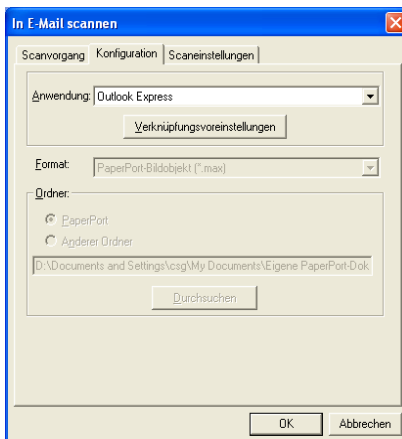 In E-Mail scannen
Scanvorgang Konfiguration Scaneinstellungen
Anwendung: Outlook Express
Verknüpfungsvoreinstellungen
Format: PaperPort-Bildobjekt (*.max)
Ordner:
PaperPort
Anderer Ordner
D:\Documents and Settings\csg\My Documents\Eigene PaperPort-Dok
Durchsuchen
OK Abbrechen